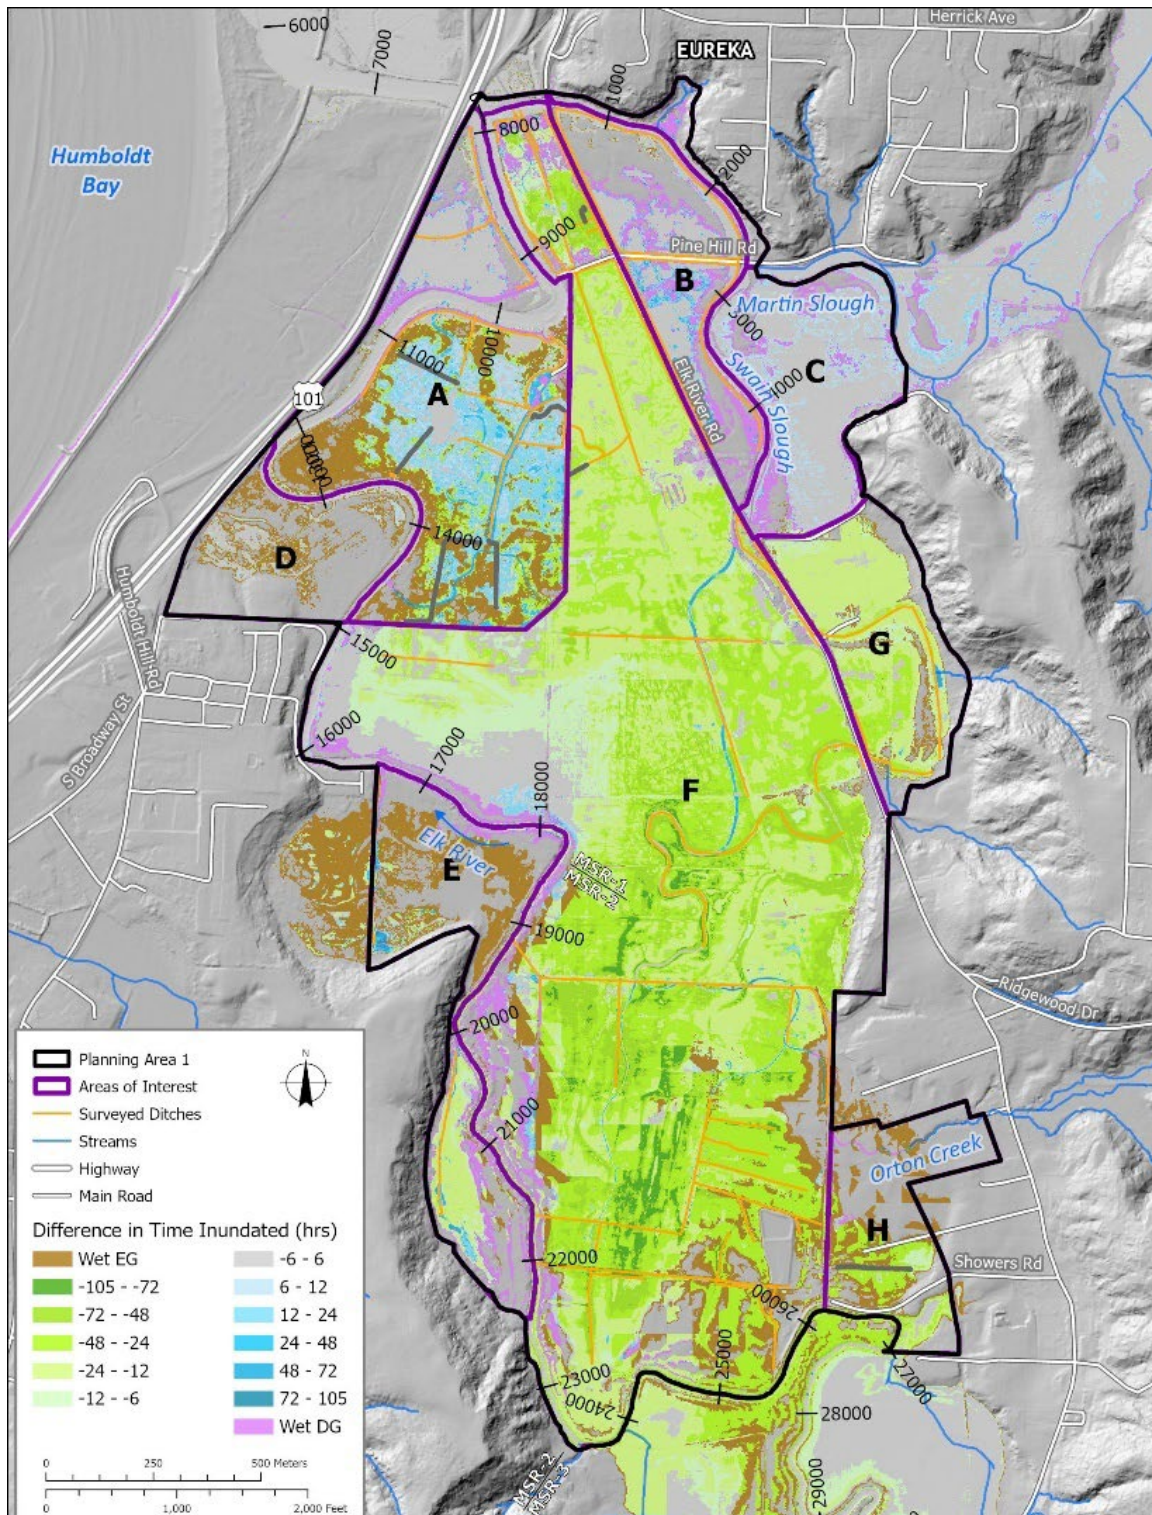 6000
7000
Herrick Ave
EUREKA
1000
8000
Humboldt
Bay
2000
9000
Pine Hill Rd
B
3000
Martin Slough
10000
11000
A
101
Elk River Rd
Swain Slough
4000
C
14000
D
Humboldt Hill Rd
15000
G
S Broadway St
16000
17000
18000
F
Elk River
E
MSR-1
MSR-2
19000
Ridgewood Dr
20000
21000
Orton Creek
H
22000
Showers Rd
26000
25000
23000
24000
27000
28000
29000
MSR-2
MSR-3
N
Planning Area 1
Areas of Interest
Surveyed Ditches
Streams
Highway
Main Road
Difference in Time Inundated (hrs)
Wet EG
-105 - -72
-72 - -48
-48 - -24
-24 - -12
-12 - -6
-6 - 6
6 - 12
12 - 24
24 - 48
48 - 72
72 - 105
Wet DG
0 250 500 Meters
0 1,000 2,000 Feet